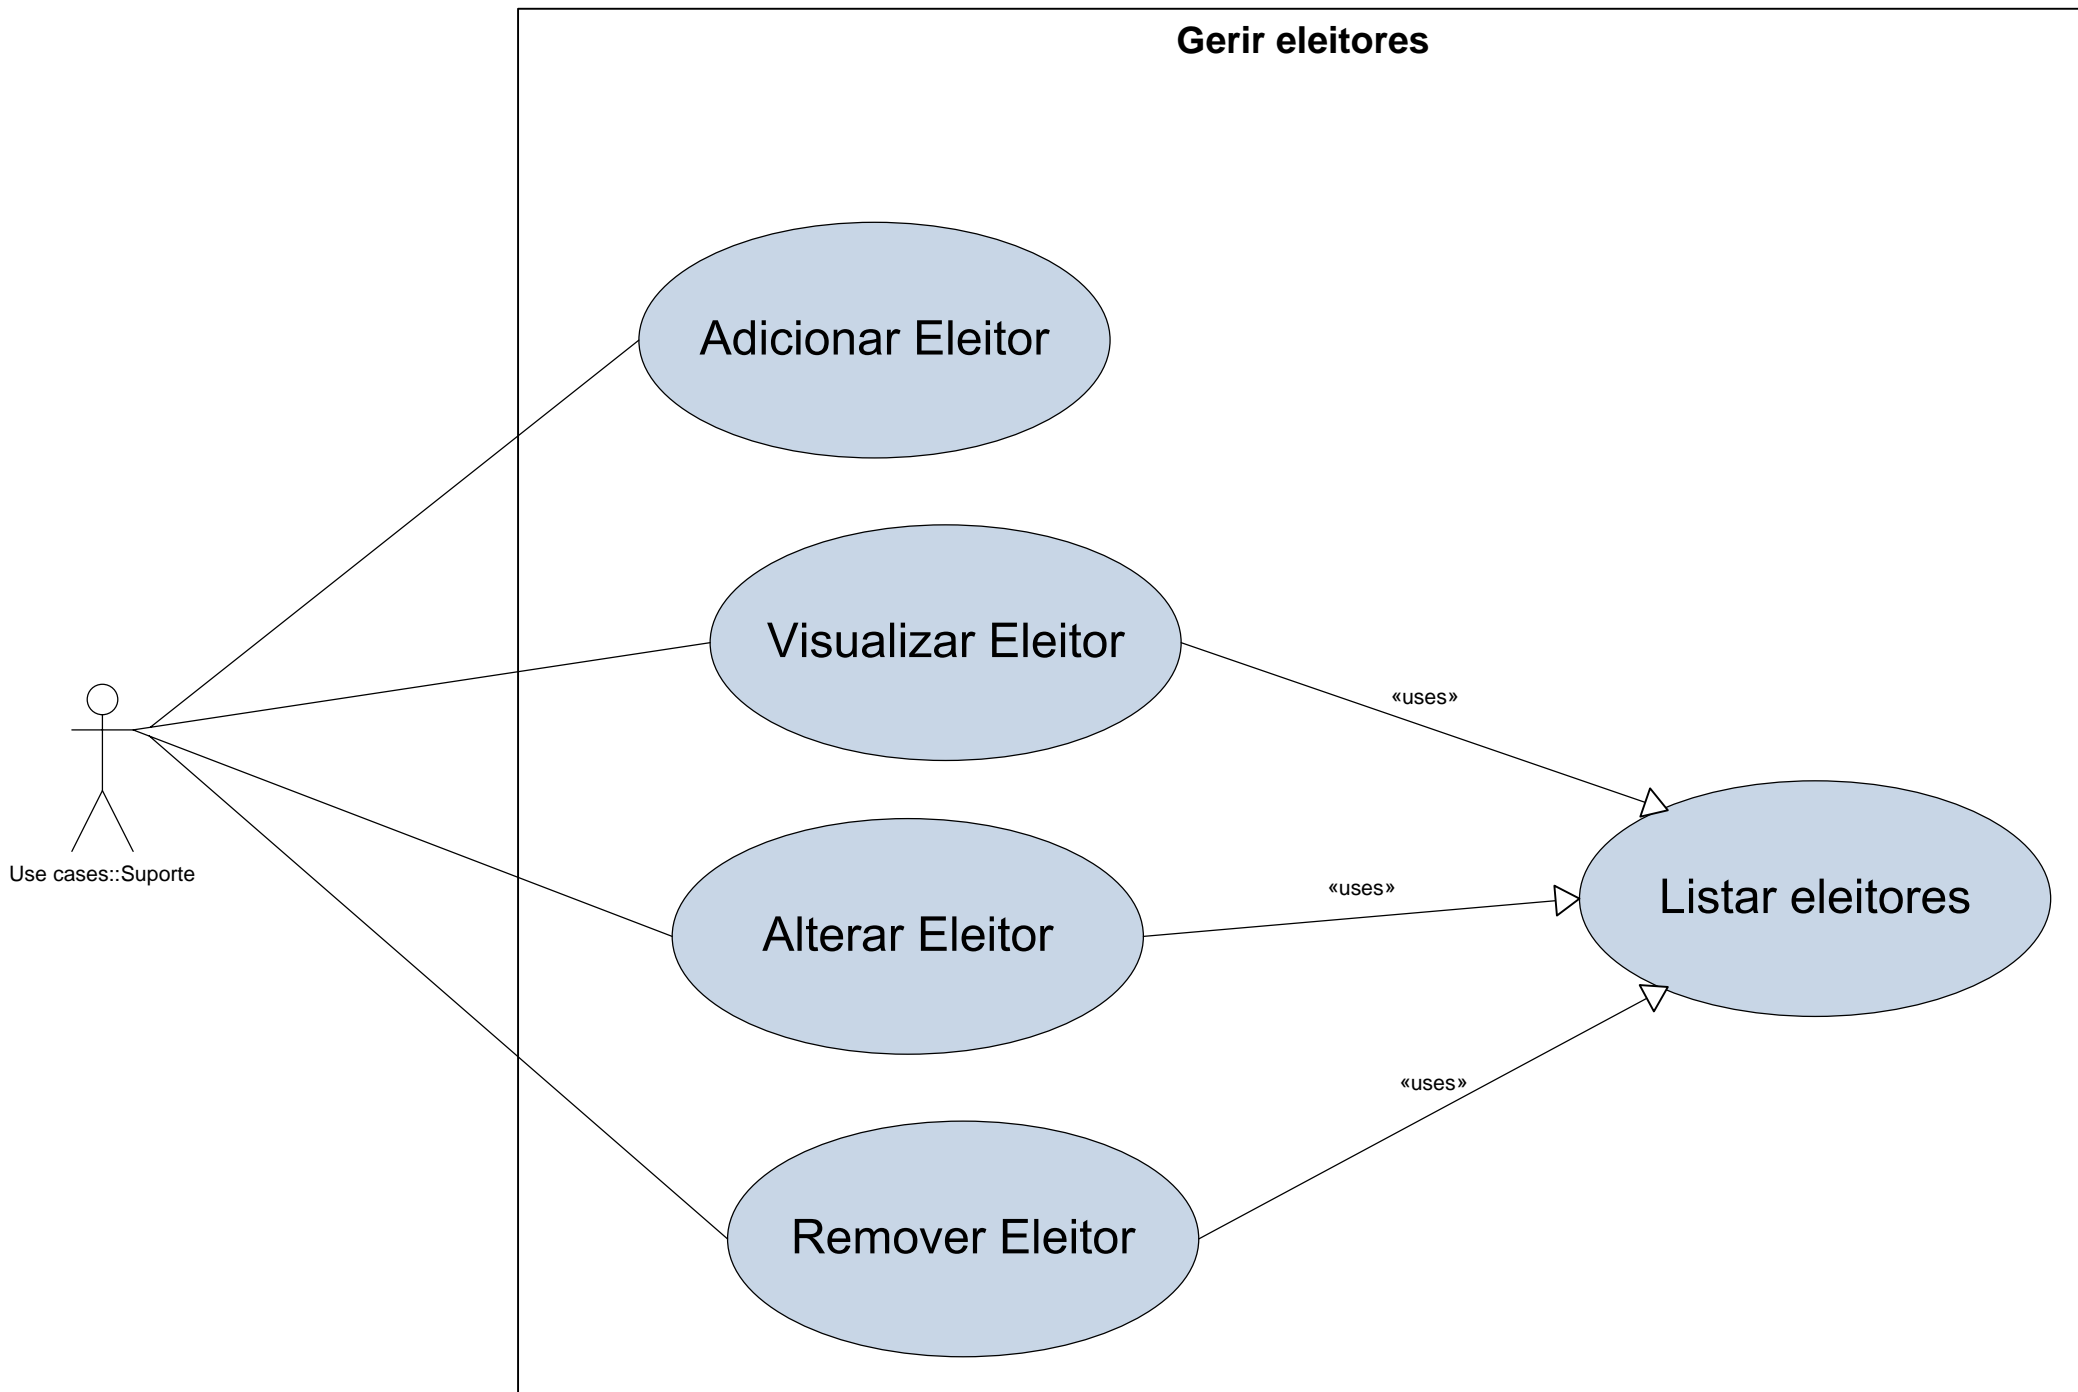 Gerir eleitores
Adicionar Eleitor
Visualizar Eleitor
«uses»
Use cases::Suporte
«uses»
Listar eleitores
Alterar Eleitor
«uses»
Remover Eleitor